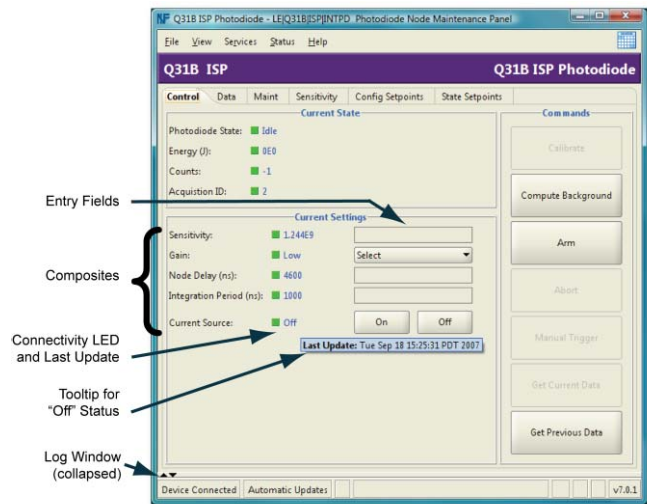 NF Q31B ISP Photodiode - LE|Q31B|ISP|INTPD Photodiode Node Maintenance Panel
File View Services Status Help
Q31B ISP Q31B ISP Photodiode
Control Data Maint Sensitivity Config Setpoints State Setpoints
Current State
Photodiode State: Idle
Energy (J): 0E0
Counts: -1
Acquistion ID: 2
Current Settings
Sensitivity: 1.244E9
Gain: Low Select
Node Delay (ns): 4600
Integration Period (ns): 1000
Current Source: Off On Off
Last Update: Tue Sep 18 15:25:31 PDT 2007
Commands
Calibrate
Compute Background
Arm
Abort
Manual Trigger
Get Current Data
Get Previous Data
Device Connected Automatic Updates v7.0.1
Entry Fields
Composites
Connectivity LED
and Last Update
Tooltip for
“Off” Status
Log Window
(collapsed)